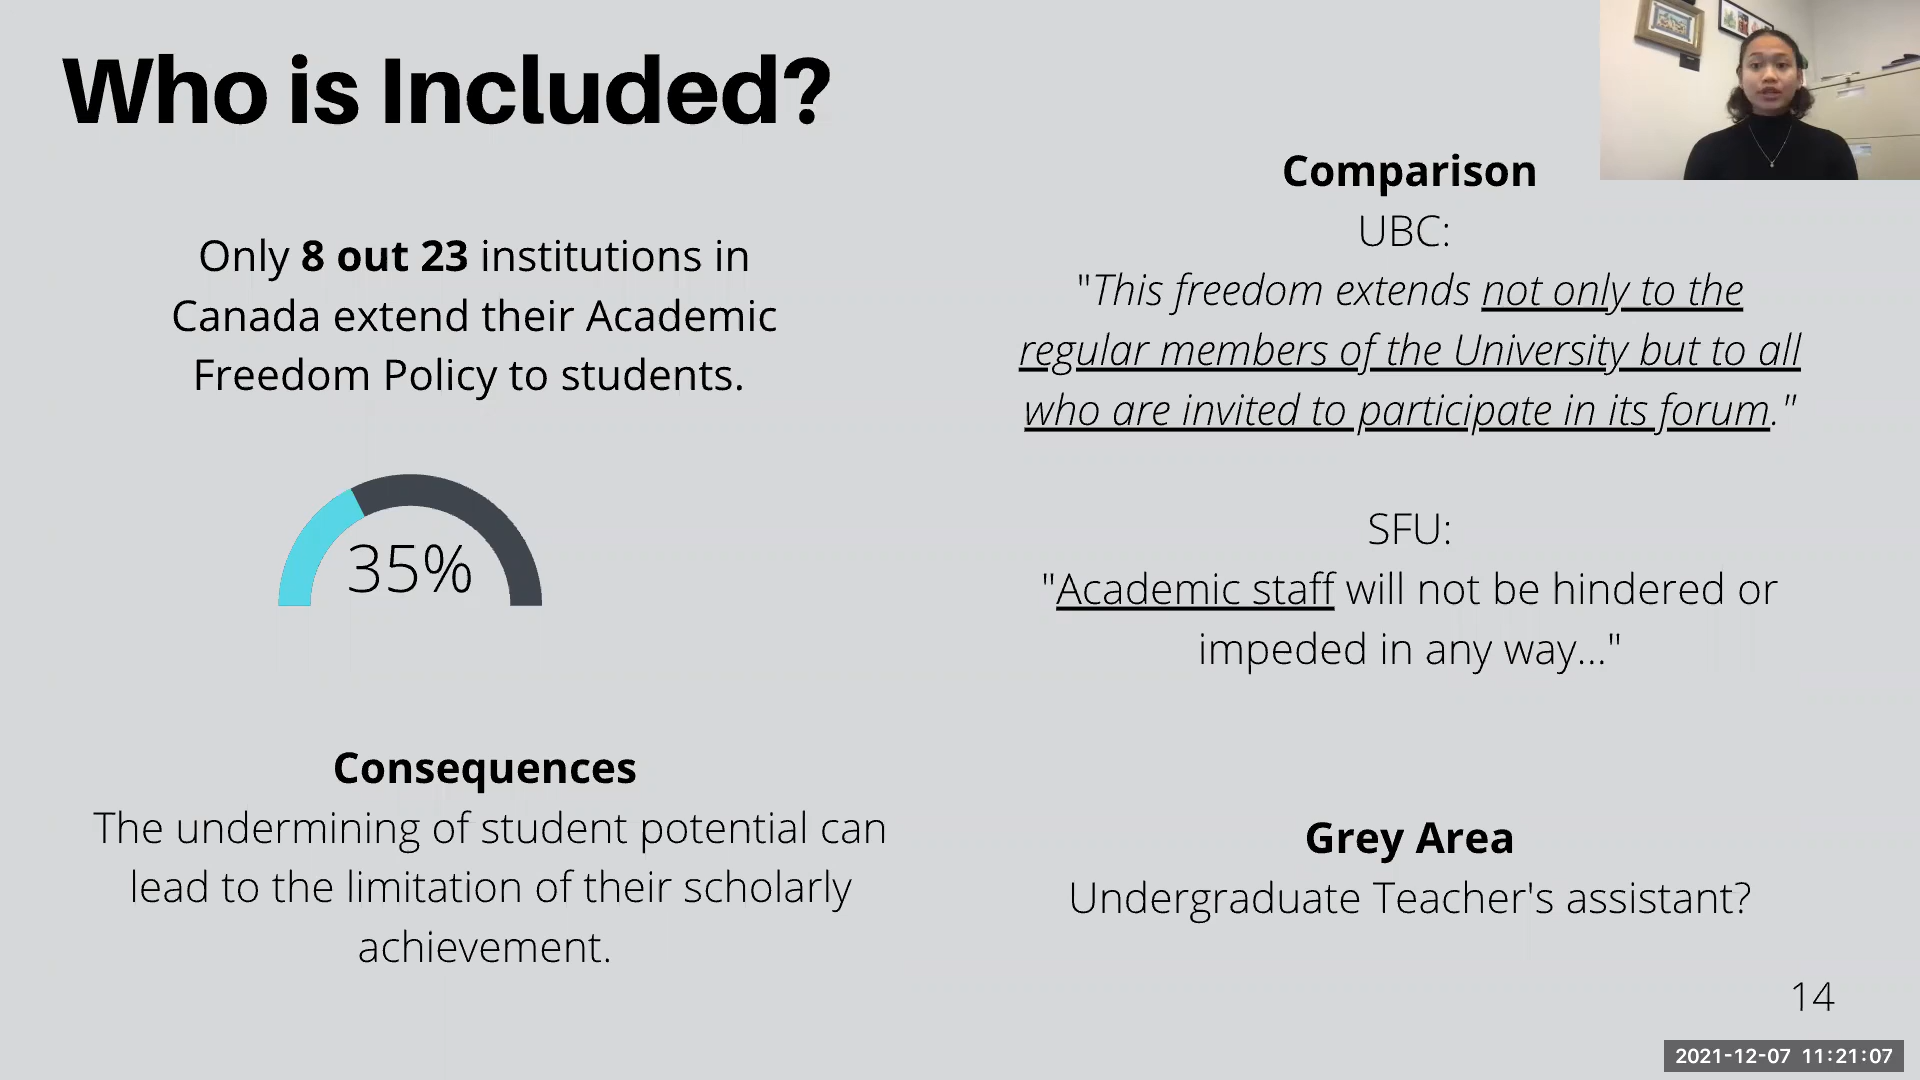 Who is Included?
Only 8 out 23 institutions in
Canada extend their Academic
Freedom Policy to students.
35%
Consequences
The undermining of student potential can
lead to the limitation of their scholarly
achievement.
Comparison
UBC:
"This freedom extends not only to the
regular members of the University but to all
who are invited to participate in its forum."
SFU:
"Academic staff will not be hindered or
impeded in any way..."
Grey Area
Undergraduate Teacher's assistant?
14
2021-12-07 11:21:07